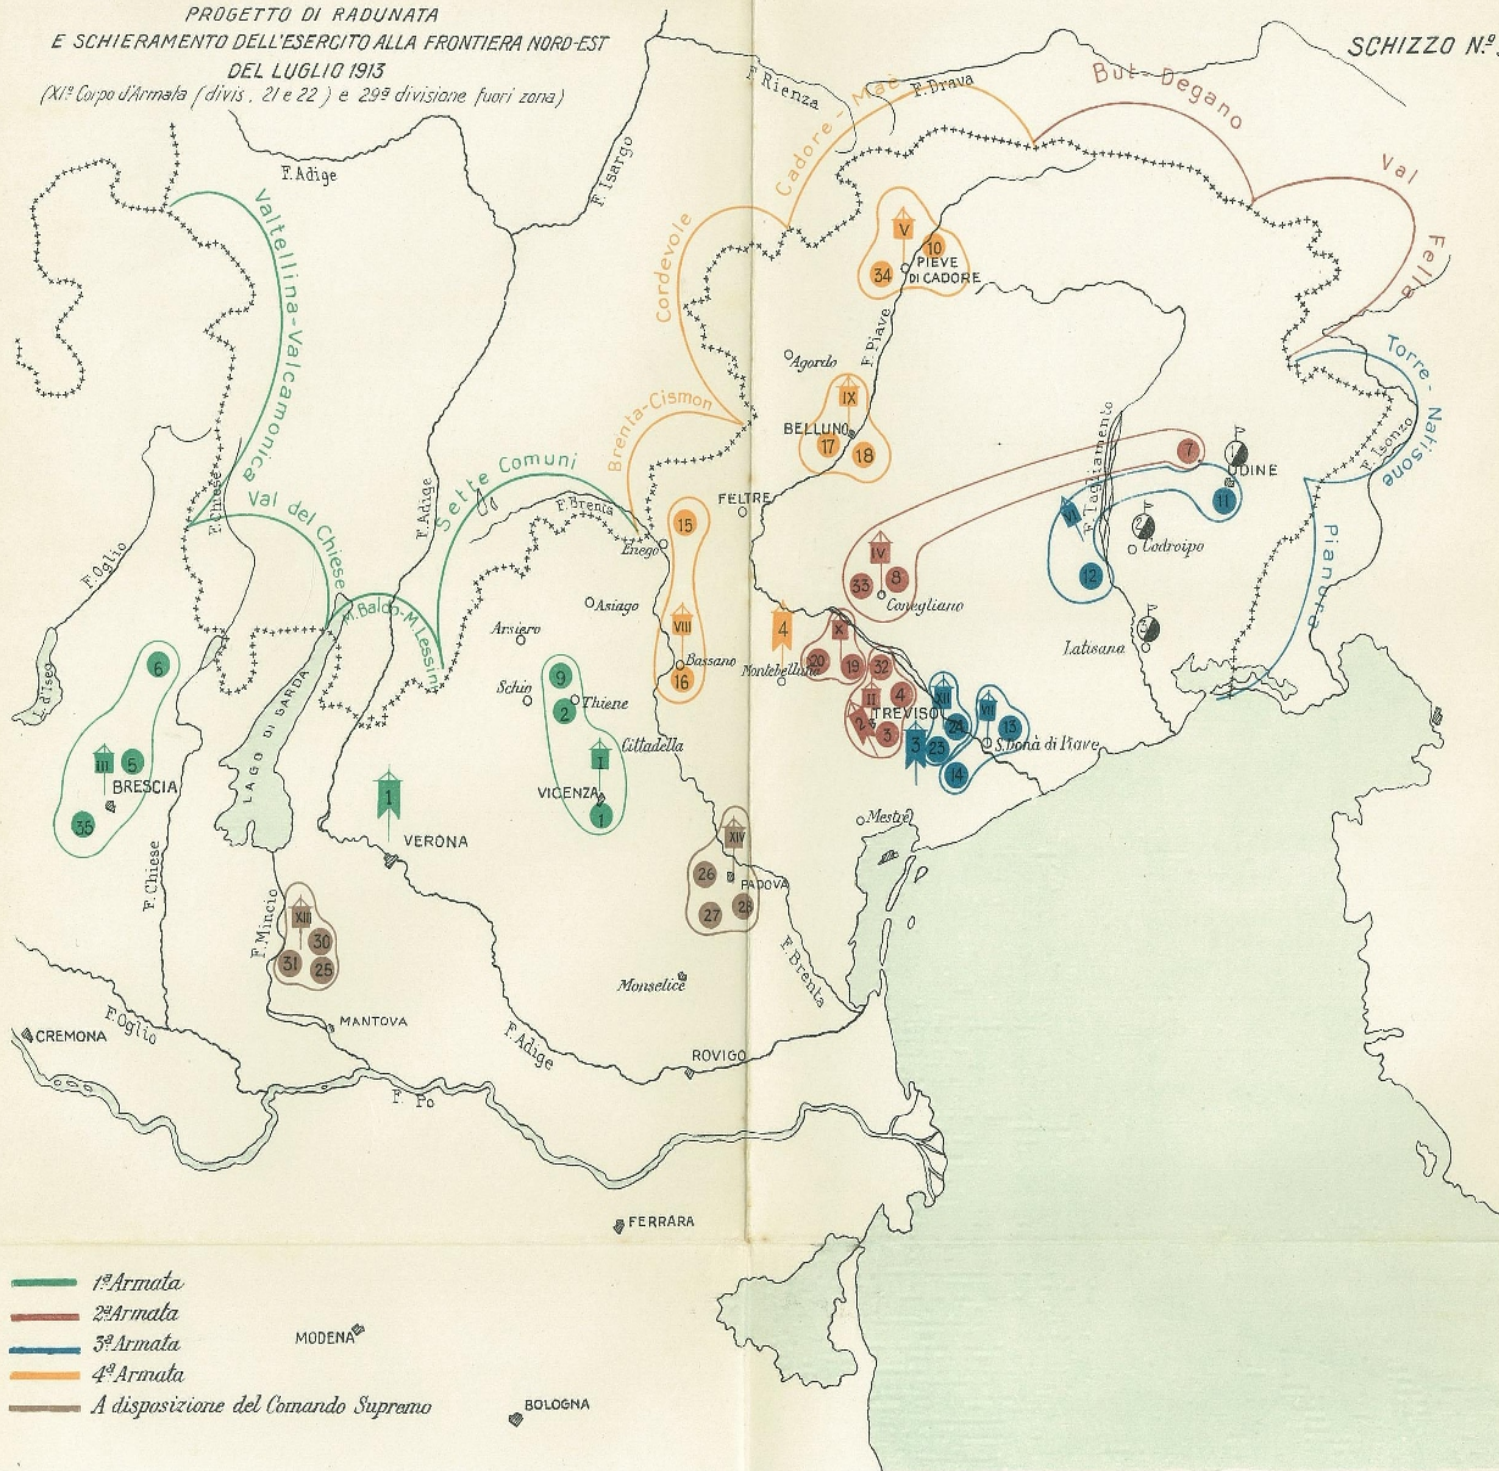 PROGETTO DI RADUNATA
E SCHIERAMENTO DELL'ESERCITO ALLA FRONTIERA NORD-EST
DEL LUGLIO 1913
(XIº Corpo d'Armata (divis. 21 e 22) e 29ª divisione fuori zona)
SCHIZZO Nº
F. Rienza
F. Drava
Cadore - Maè
But - Degano
Val Fella
F. Adige
F. Isargo
Valtellina-Valcamonica
Cordevole
V
10
34
PIEVE DI CADORE
F. Piave
Agordo
IX
BELLUNO
17
18
Brenta-Cismon
Torre - Natisone
F. Isonzo
F. Tagliamento
7
1
UDINE
11
VI
2
Codroipo
12
Pianura
F. Chiese
Val del Chiese
F. Adige
Sette Comuni
F. Brenta
FELTRE
15
Enego
IV
33
8
Conegliano
F. Oglio
M. Baldo-M. Lessini
Asiago
Arsiero
VIII
4
X
3
Latisana
L. d'Iseo
6
LAGO DI GARDA
9
Schio
2
Thiene
Bassano
16
Montebelluna
20
19
32
II
4
2
TREVISO
3
XII
24
VII
13
3
23
S. Donà di Piave
14
III
5
BRESCIA
35
1
VERONA
Cittadella
I
VICENZA
1
Mestre
XIV
26
PADOVA
27
28
F. Chiese
F. Mincio
XIII
30
31
25
F. Brenta
Monselice
MANTOVA
F. Oglio
CREMONA
F. Adige
ROVIGO
F. Po
FERRARA
1ª Armata
2ª Armata
3ª Armata
4ª Armata
A disposizione del Comando Supremo
MODENA
BOLOGNA